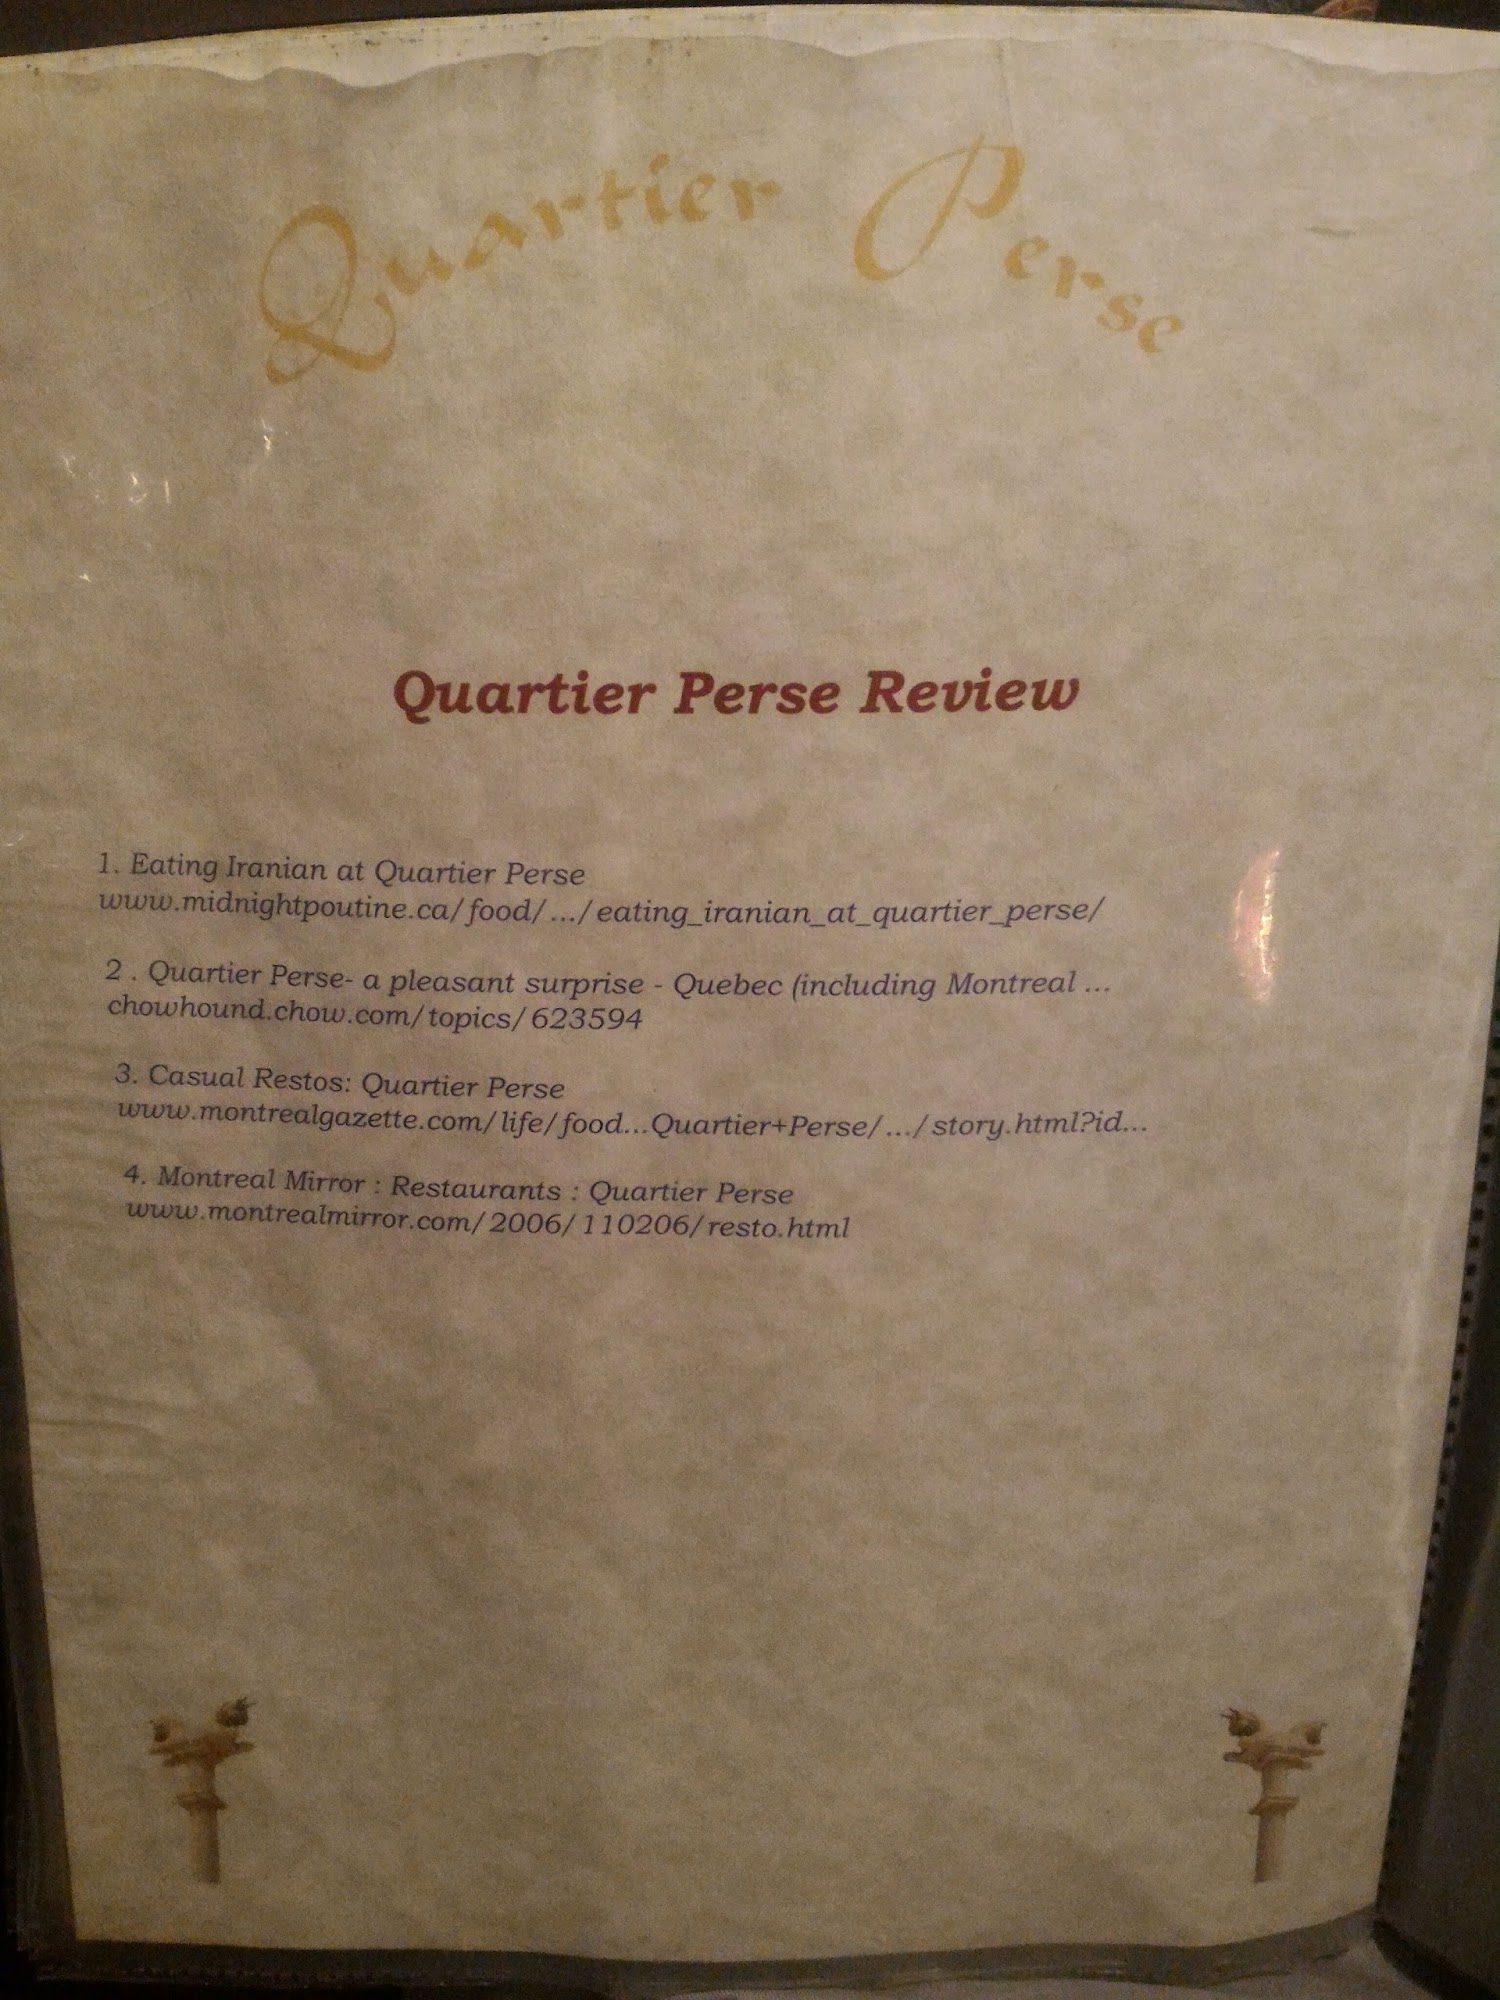 Quartier Perse
Quartier Perse Review
1. Eating Iranian at Quartier Perse
www.midnightpoutine.ca/food/.../eating_iranian_at_quartier_perse/
2 . Quartier Perse- a pleasant surprise - Quebec (including Montreal ...
chowhound.chow.com/topics/623594
3. Casual Restos: Quartier Perse
www.montrealgazette.com/life/food...Quartier+Perse/.../story.html?id...
4. Montreal Mirror : Restaurants : Quartier Perse
www.montrealmirror.com/2006/110206/resto.html